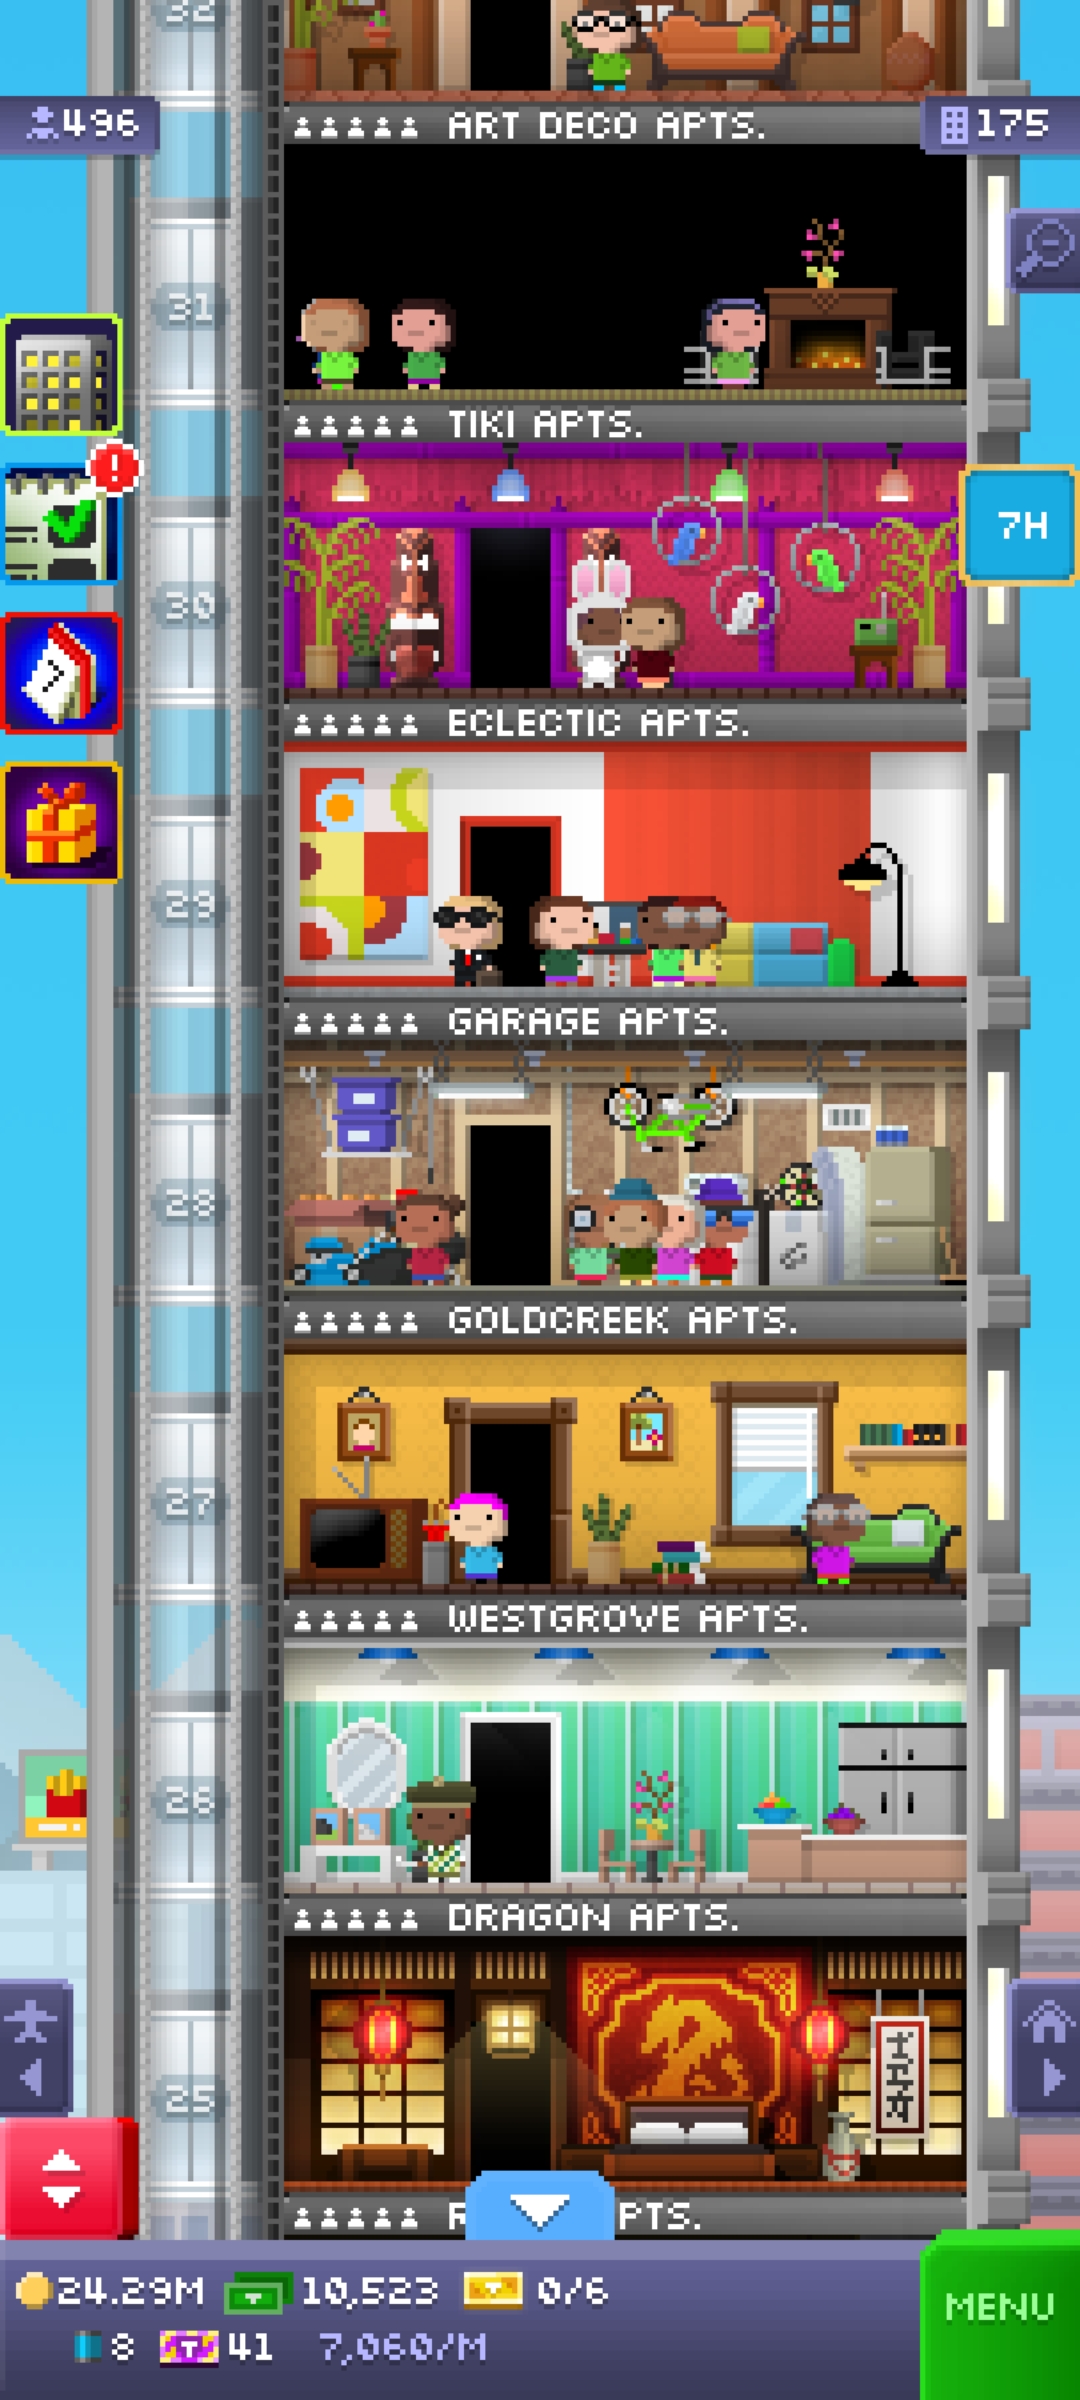 32
496
ART DECO APTS.
175
31
TIKI APTS.
7H
30
ECLECTIC APTS.
29
GARAGE APTS.
28
GOLDCREEK APTS.
27
WESTGROVE APTS.
26
DRAGON APTS.
25
PTS.
24.29M 10,523 0/6
8 41 7,060/M
MENU